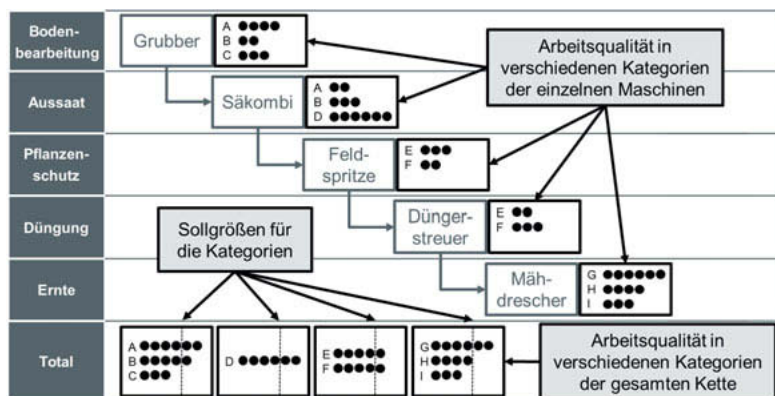 Boden-
bearbeitung
Grubber
A
B
C
Arbeitsqualität in
verschiedenen Kategorien
der einzelnen Maschinen
Aussaat
Säkombi
A
B
D
Pflanzen-
schutz
Feld-
spritze
E
F
Düngung
Sollgrößen für
die Kategorien
Dünger-
streuer
E
F
Ernte
Mäh-
drescher
G
H
I
Total
A
B
C
D
E
F
G
H
I
Arbeitsqualität in
verschiedenen Kategorien
der gesamten Kette